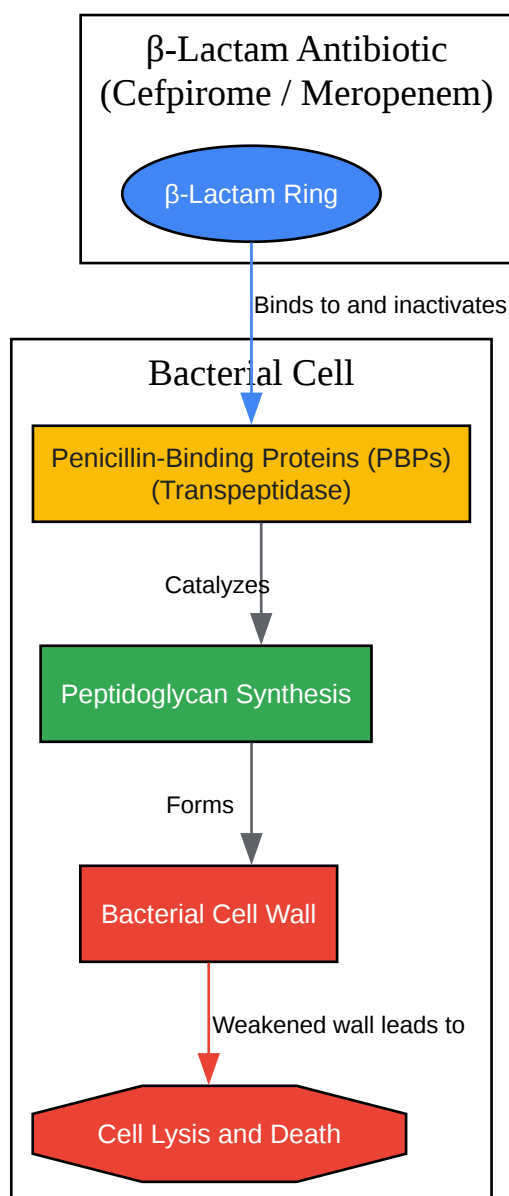 β-Lactam Antibiotic
(Cefpirome / Meropenem)
β-Lactam Ring
Binds to and inactivates
Bacterial Cell
Penicillin-Binding Proteins (PBPs)
(Transpeptidase)
Catalyzes
Peptidoglycan Synthesis
Forms
Bacterial Cell Wall
Weakened wall leads to
Cell Lysis and Death